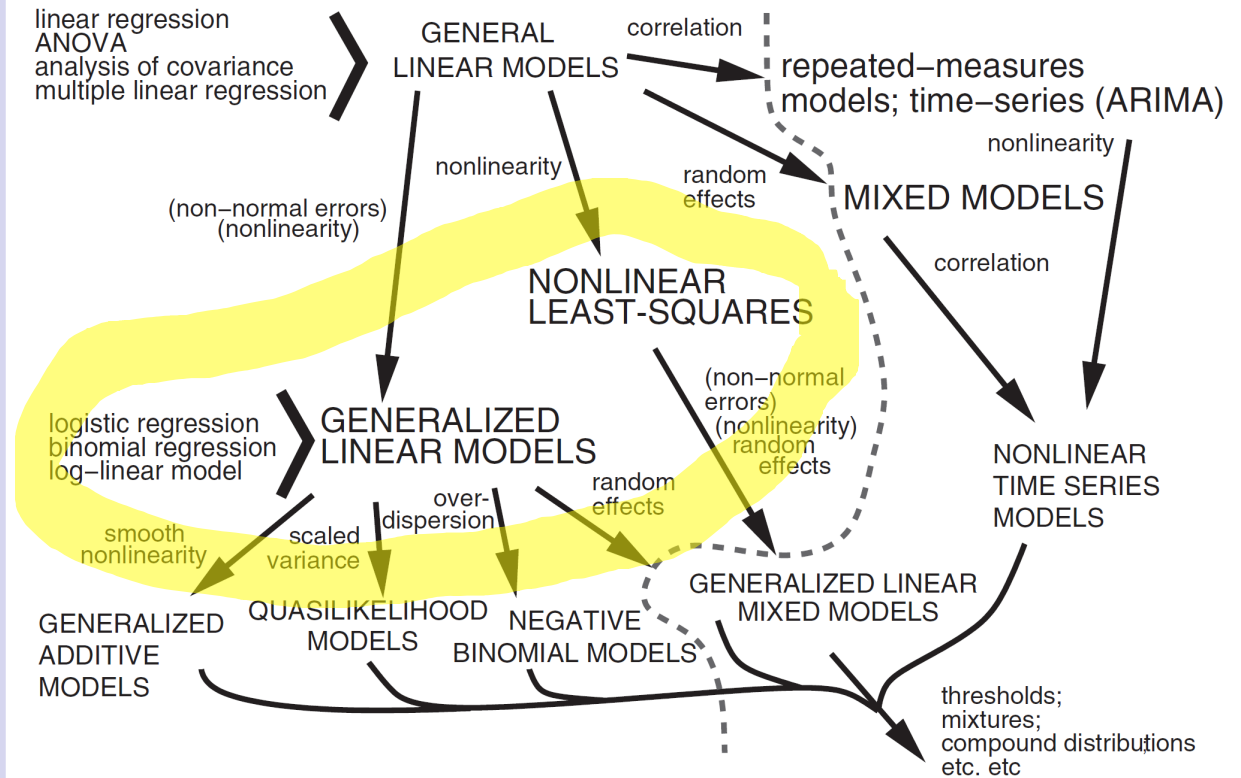 linear regression
ANOVA
analysis of covariance
multiple linear regression
GENERAL
LINEAR MODELS
correlation
repeated−measures
models; time−series (ARIMA)
nonlinearity
nonlinearity
random
effects
MIXED MODELS
(non−normal errors)
(nonlinearity)
correlation
NONLINEAR
LEAST-SQUARES
(non−normal
errors)
(nonlinearity)
random
effects
logistic regression
binomial regression
log−linear model
GENERALIZED
LINEAR MODELS
NONLINEAR
TIME SERIES
MODELS
smooth
nonlinearity
scaled
variance
over-
dispersion
random
effects
GENERALIZED
ADDITIVE
MODELS
QUASILIKELIHOOD
MODELS
NEGATIVE
BINOMIAL MODELS
GENERALIZED LINEAR
MIXED MODELS
thresholds;
mixtures;
compound distributions
etc. etc